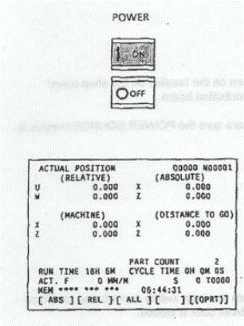 POWER
ON
OFF
ACTUAL POSITION O0000 N00001
(RELATIVE) (ABSOLUTE)
U 0.000 X 0.000
W 0.000 Z 0.000
(MACHINE) (DISTANCE TO GO)
X 0.000 X 0.000
Z 0.000 Z 0.000
PART COUNT 2
RUN TIME 18H 6M CYCLE TIME 0H 0M 0S
ACT. F 0 MM/M S 0 T0000
MEM **** *** *** 06:44:31
[ ABS ][ REL ][ ALL ][ ][(OPRT)]